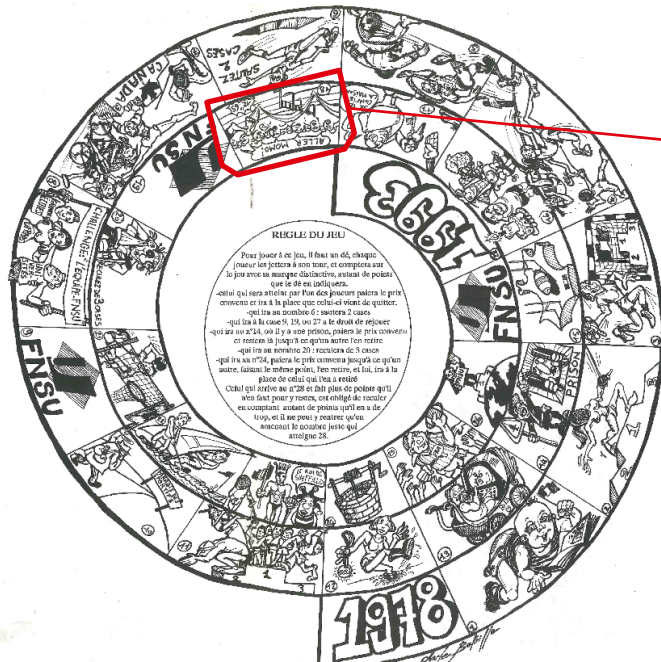 REGLE DU JEU
Pour jouer à ce jeu, il faut un dé, chaque
joueur les jettera à son tour, et comptera sur
le jeu avec sa marque distinctive, autant de points
que le dé en indiquera.
-celui qui sera atteint par l'un des joueurs paiera le prix
convenu et ira à la place que celui-ci vient de quitter.
-qui ira au nombre 6 : sautera 2 cases
-qui ira à la case 9, 19, ou 27 a le droit de rejouer
-qui ira au n°14, où il y a une prison, paiera le prix convenu
et restera là jusqu'à ce qu'un autre l'en retire
-qui ira au nombre 20 : reculera de 3 cases
-qui ira au n°24, paiera le prix convenu jusqu'à ce qu'un
autre, faisant le même point, l'en retire, et lui, ira à la
place de celui qui l'en a retiré
Celui qui arrive au n°28 et fait plus de points qu'il
n'en faut pour y rester, est obligé de reculer
en comptant autant de points qu'il en a de
trop, et il ne peut y rentrer qu'en
amenant le nombre juste qui
atteigne 28.
1978
1993
FNSU
FNSU
FNSU
CANADA
SAUTEZ 2
CASES
ALLER MOMO!
CHALLENGE EQUIPE FNSU
PRISON
SHEFFIELD